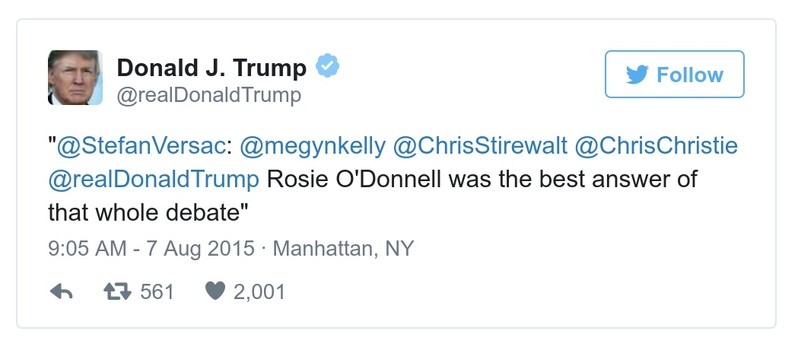 Donald J. Trump
@realDonaldTrump
Follow
"@StefanVersac: @megynkelly @ChrisStirewalt @ChrisChristie
@realDonaldTrump Rosie O'Donnell was the best answer of
that whole debate"
9:05 AM - 7 Aug 2015 · Manhattan, NY
561 2,001